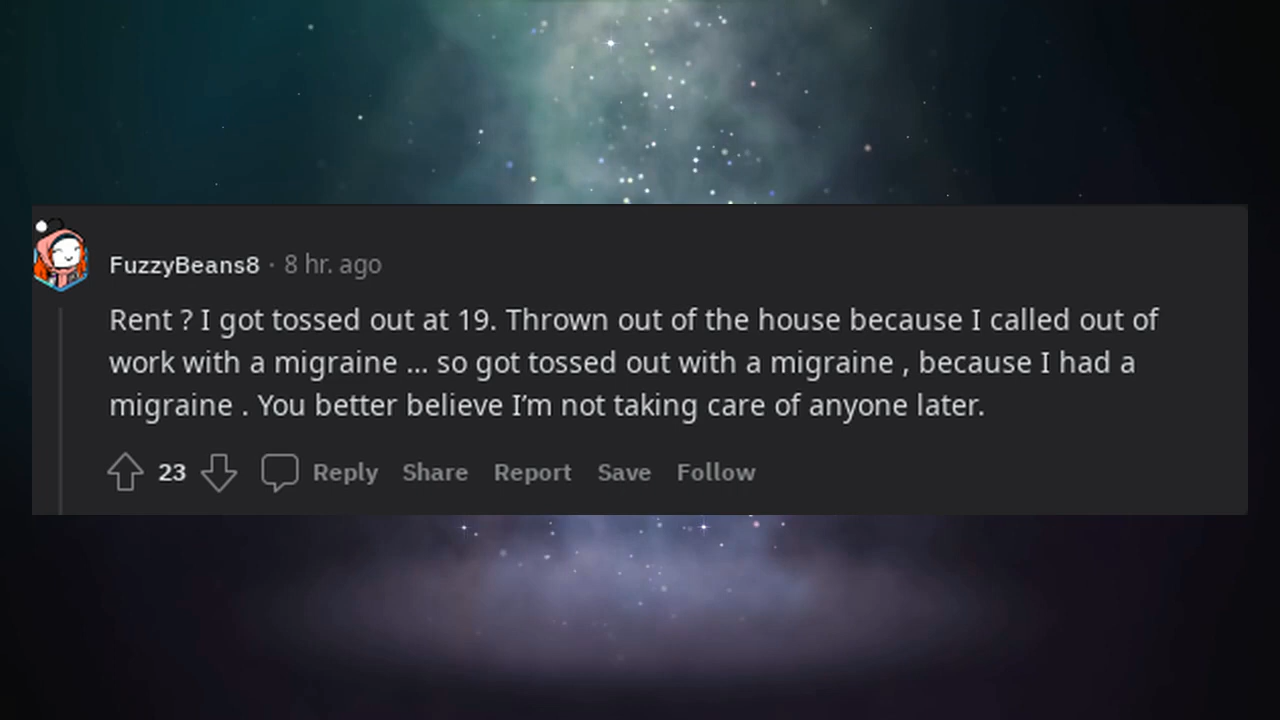 FuzzyBeans8 · 8 hr. ago
Rent ? I got tossed out at 19. Thrown out of the house because I called out of
work with a migraine ... so got tossed out with a migraine , because I had a
migraine . You better believe I’m not taking care of anyone later.
23 Reply Share Report Save Follow